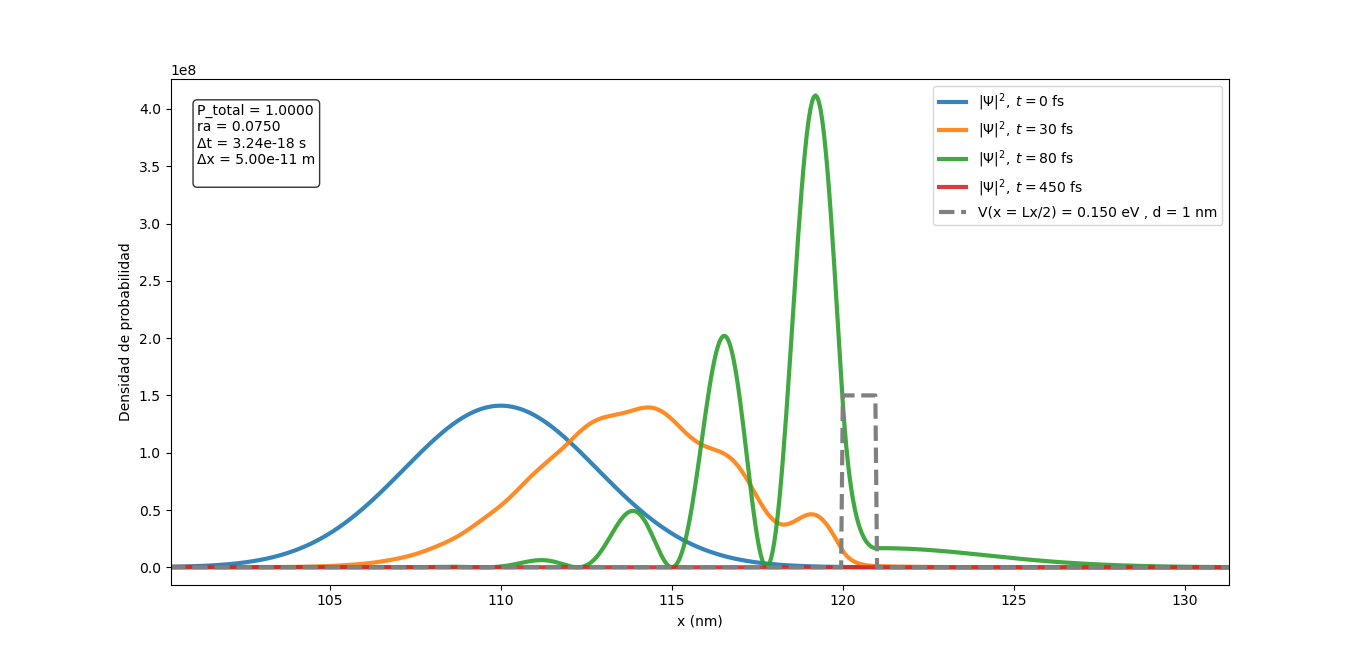 1e8
P_total = 1.0000
ra = 0.0750
Δt = 3.24e-18 s
Δx = 5.00e-11 m
|Ψ|², t = 0 fs
|Ψ|², t = 30 fs
|Ψ|², t = 80 fs
|Ψ|², t = 450 fs
V(x = Lx/2) = 0.150 eV , d = 1 nm
Densidad de probabilidad
4.0
3.5
3.0
2.5
2.0
1.5
1.0
0.5
0.0
105 110 115 120 125 130
x (nm)